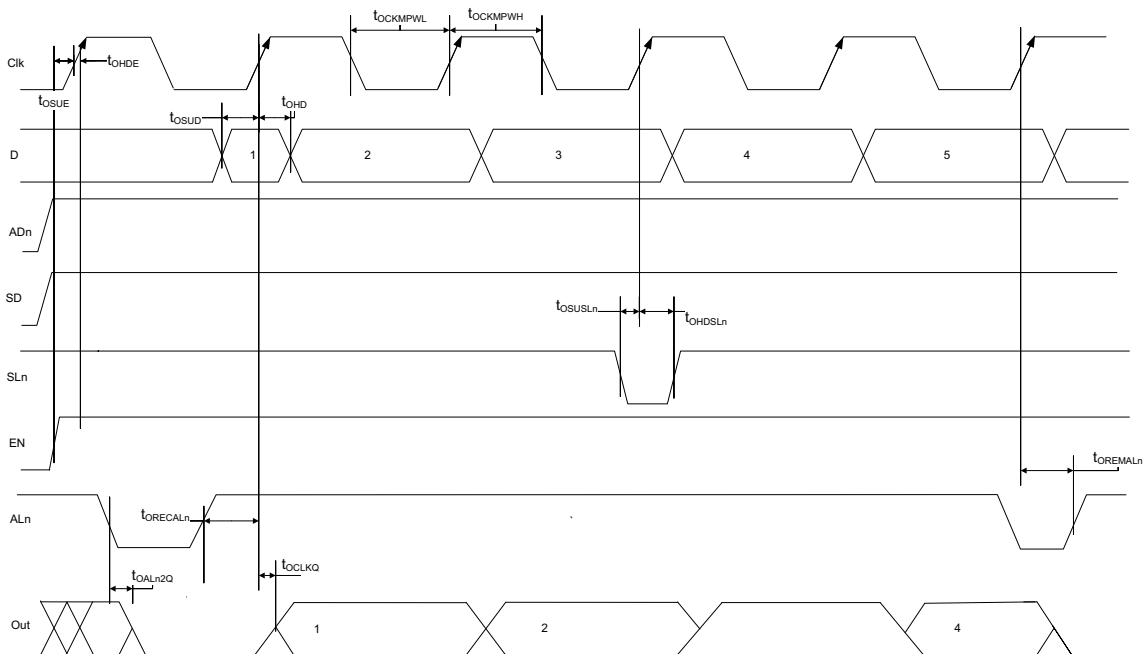 tOCKMPWL tOCKMPWH
Clk
tOHDE
tOSUE
tOSUD
tOHD
D
1 2 3 4 5
ADn
SD
tOSUSLn
tOHDSLn
SLn
EN
tOREMALn
ALn
tORECALn
tOCLKQ
tOALn2Q
Out
1 2 4